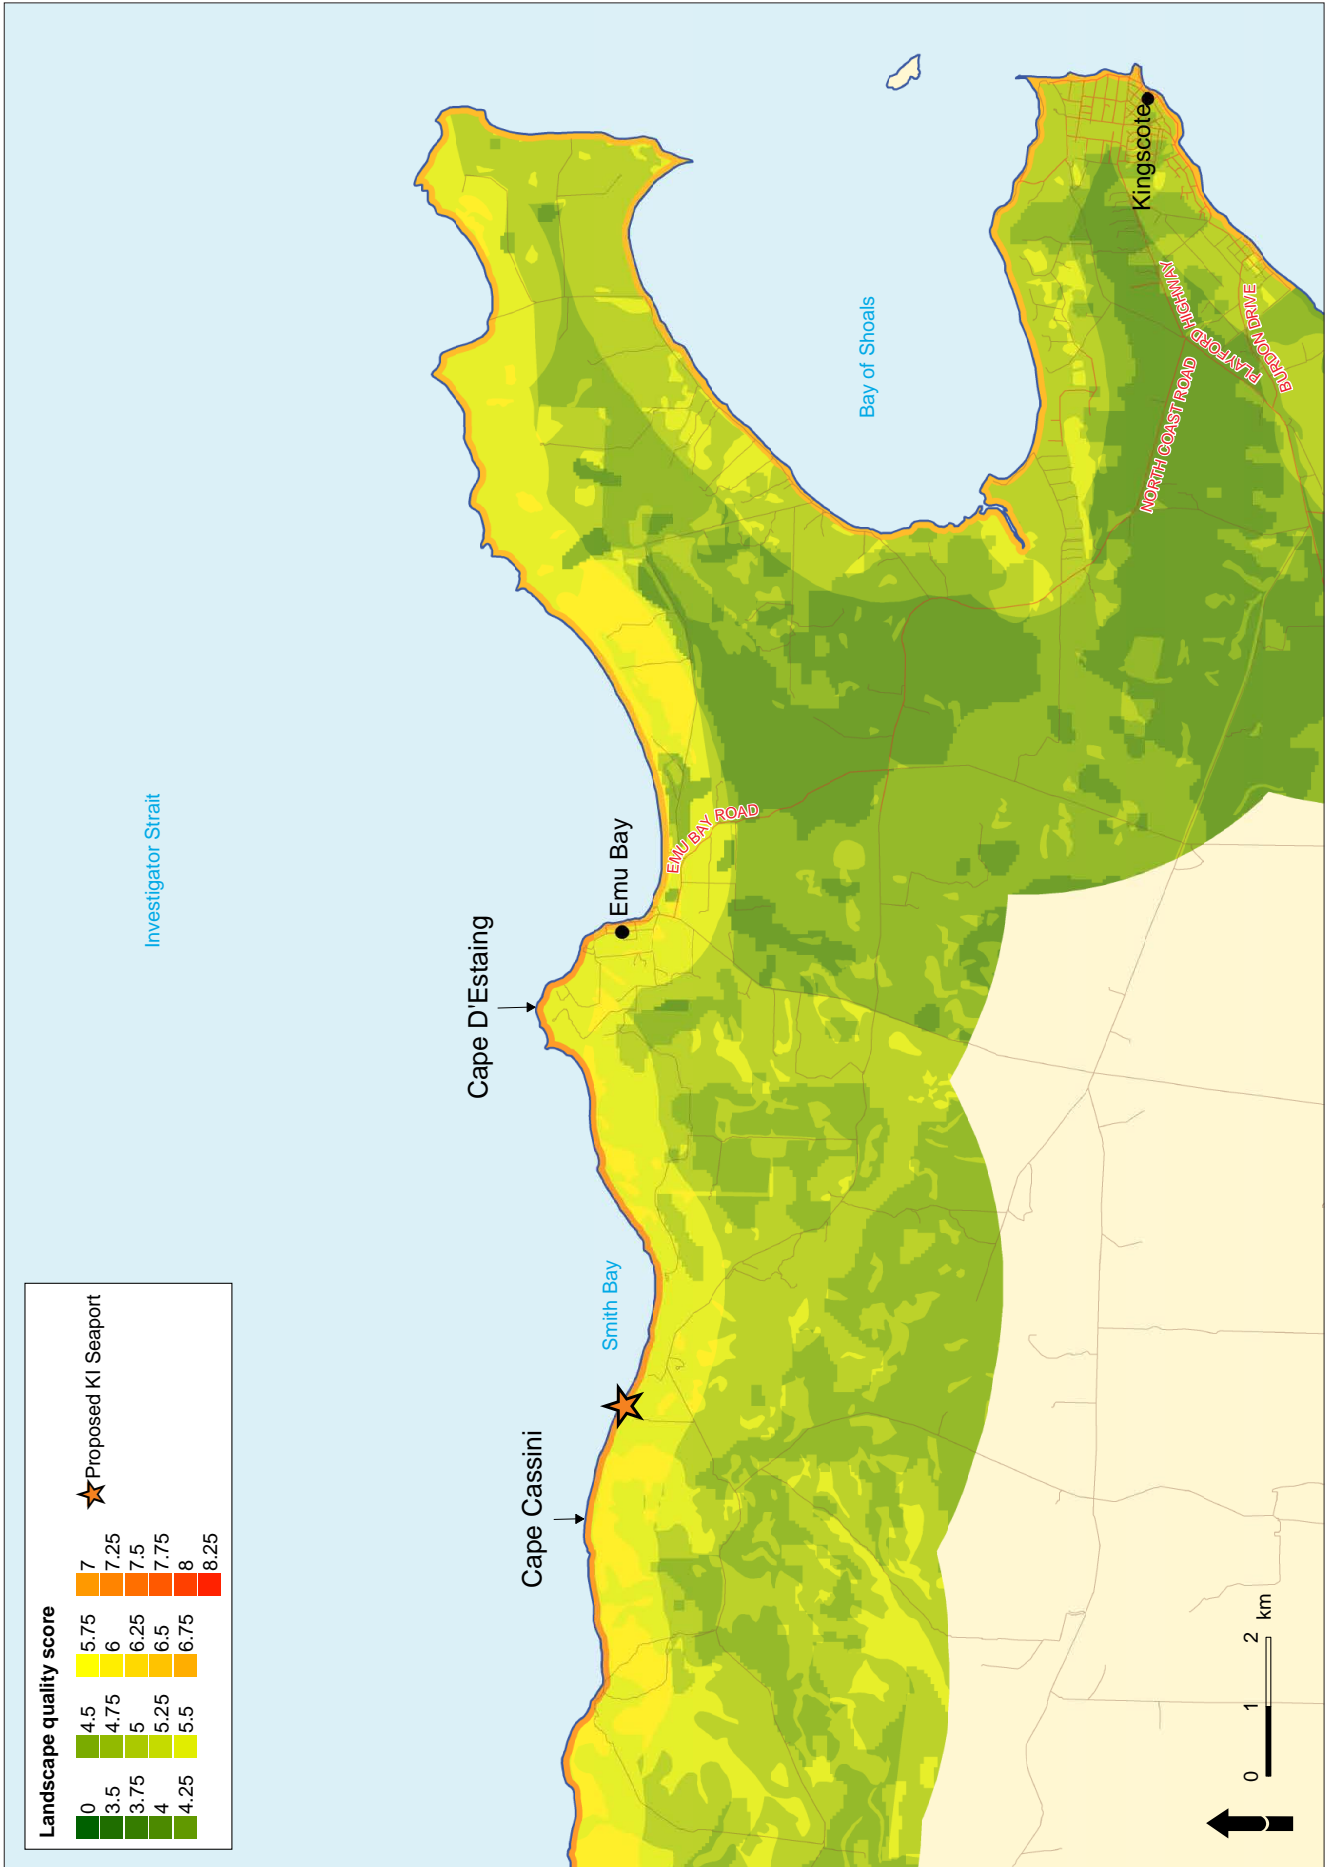 Landscape quality score
0
3.5
3.75
4
4.25
4.5
4.75
5
5.25
5.5
5.75
6
6.25
6.5
6.75
7
7.25
7.5
7.75
8
8.25
Proposed KI Seaport
Investigator Strait
Cape D'Estaing
Cape Cassini
Smith Bay
Emu Bay
EMU BAY ROAD
Bay of Shoals
Kingscote
PLAYFORD HIGHWAY
NORTH COAST ROAD
BURDON DRIVE
0 1 2
km